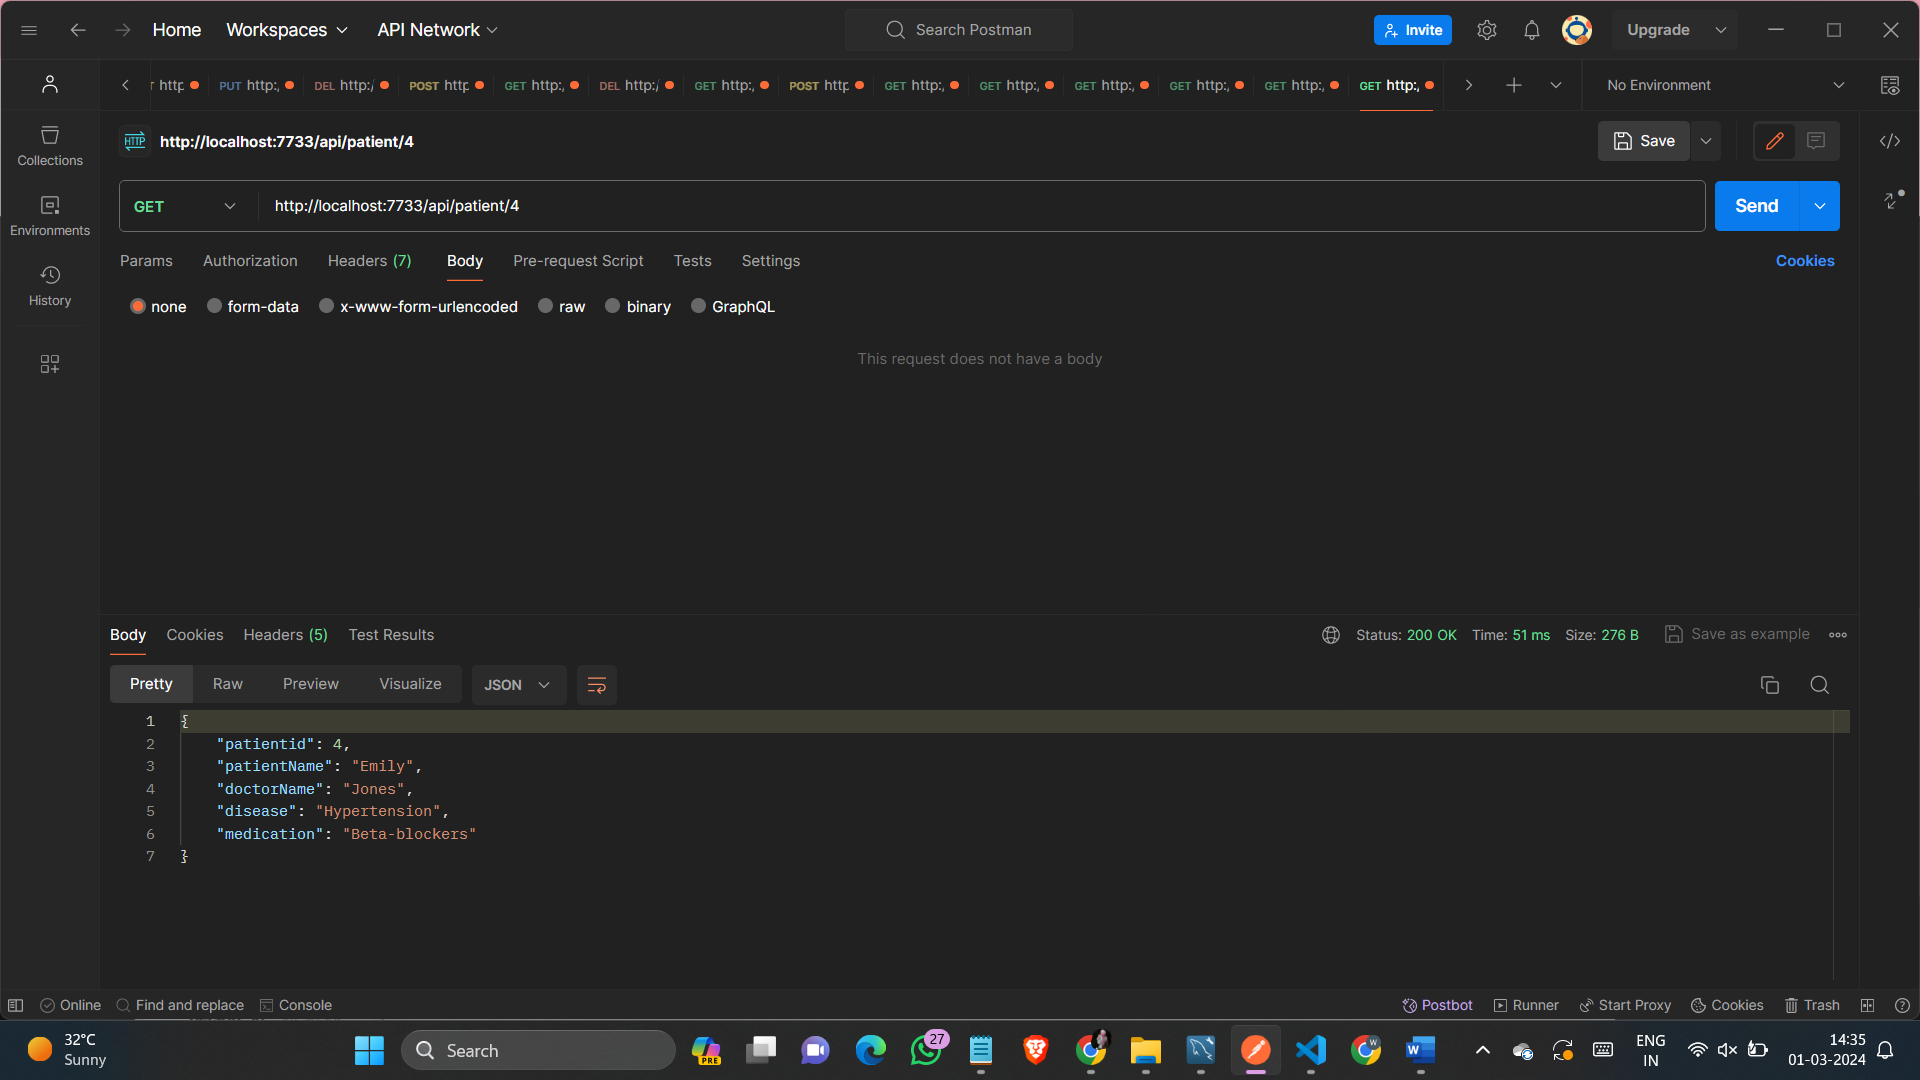 Home Workspaces API Network Search Postman Invite Upgrade
http PUT http:, DEL http:/ POST http GET http:, DEL http:/ GET http:, POST http GET http:, GET http:, GET http:, GET http:, GET http:, GET http:, No Environment
HTTP http://localhost:7733/api/patient/4 Save
Collections
GET http://localhost:7733/api/patient/4 Send
Environments
Params Authorization Headers (7) Body Pre-request Script Tests Settings Cookies
History
none form-data x-www-form-urlencoded raw binary GraphQL
This request does not have a body
Body Cookies Headers (5) Test Results Status: 200 OK Time: 51 ms Size: 276 B Save as example
Pretty Raw Preview Visualize JSON
1 {
2 "patientid": 4,
3 "patientName": "Emily",
4 "doctorName": "Jones",
5 "disease": "Hypertension",
6 "medication": "Beta-blockers"
7 }
Online Find and replace Console Postbot Runner Start Proxy Cookies Trash
32°C
Sunny
Search
PRE
27
W
W
ENG
IN
14:35
01-03-2024